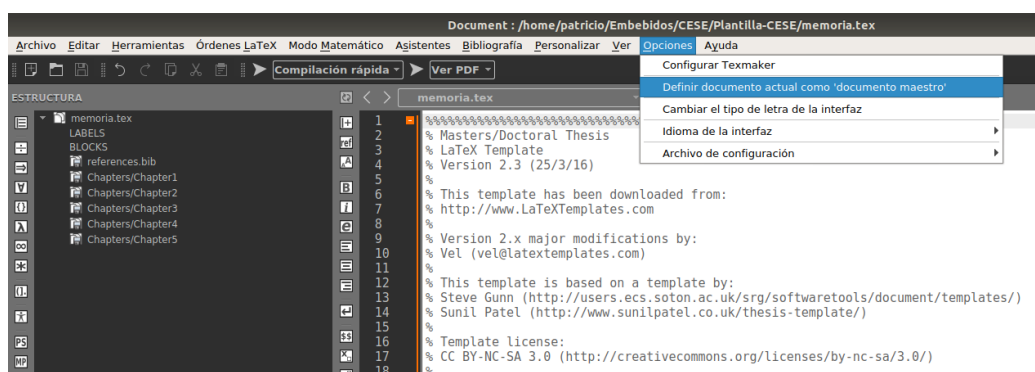 Document : /home/patricio/Embebidos/CESE/Plantilla-CESE/memoria.tex
Archivo Editar Herramientas Órdenes LaTeX Modo Matemático Asistentes Bibliografía Personalizar Ver Opciones Ayuda
Compilación rápida Ver PDF
Configurar Texmaker
Definir documento actual como 'documento maestro'
Cambiar el tipo de letra de la interfaz
Idioma de la interfaz
Archivo de configuración
ESTRUCTURA
memoria.tex
LABELS
BLOCKS
references.bib
Chapters/Chapter1
Chapters/Chapter2
Chapters/Chapter3
Chapters/Chapter4
Chapters/Chapter5
PS
MP
ref
B
i
$$
memoria.tex
1 %%%%%%%%%%%%%%%%%%%%%%%%%%%%%
2 % Masters/Doctoral Thesis
3 % LaTeX Template
4 % Version 2.3 (25/3/16)
5 %
6 % This template has been downloaded from:
7 % http://www.LaTeXTemplates.com
8 %
9 % Version 2.x major modifications by:
10 % Vel (vel@latextemplates.com)
11 %
12 % This template is based on a template by:
13 % Steve Gunn (http://users.ecs.soton.ac.uk/srg/softwaretools/document/templates/)
14 % Sunil Patel (http://www.sunilpatel.co.uk/thesis-template/)
15 %
16 % Template license:
17 % CC BY-NC-SA 3.0 (http://creativecommons.org/licenses/by-nc-sa/3.0/)
18 %